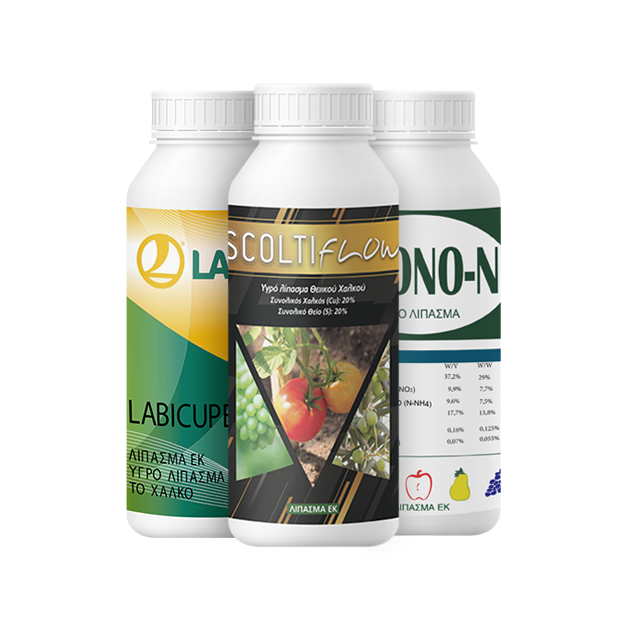 LA
LABICUPE
ΛΙΠΑΣΜΑ ΕΚ
ΥΓΡΟ ΛΙΠΑΣΜΑ
ΤΟ ΧΑΛΚΟ
SCOLTIFLOW
Υγρό λίπασμα Θειικού Χαλκού
Συνολικός Χαλκός (Cu): 20%
Συνολικό Θείο (S): 20%
ΛΙΠΑΣΜΑ ΕΚ
ONO-N
Ο ΛΙΠΑΣΜΑ
W/V W/W
37,2% 29%
NO₃) 9,9% 7,7%
Ο (N-NH4) 9,6% 7,5%
17,7% 13,8%
0,16% 0,125%
0,07% 0,055%
ΛΙΠΑΣΜΑ ΕΚ